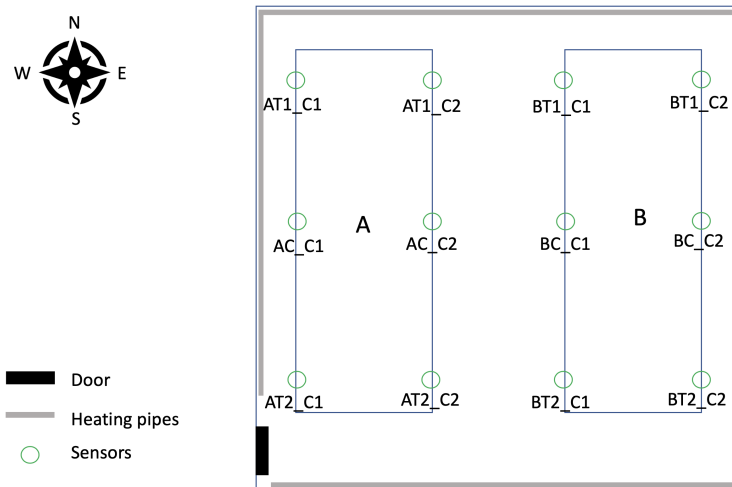 N
W E
S
AT1_C1 AT1_C2 BT1_C1 BT1_C2
A B
AC_C1 AC_C2 BC_C1 BC_C2
AT2_C1 AT2_C2 BT2_C1 BT2_C2
Door
Heating pipes
Sensors